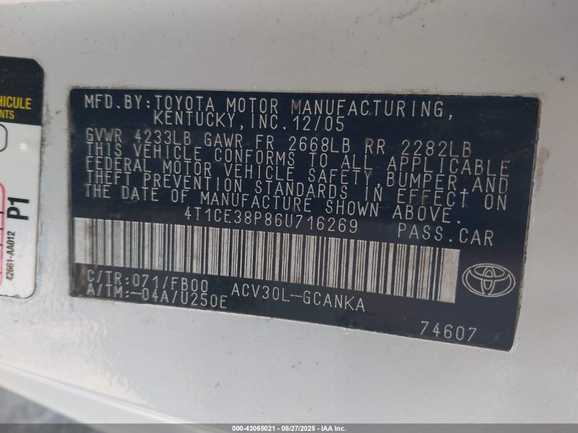 MFD.BY: TOYOTA MOTOR MANUFACTURING,
KENTUCKY, INC. 12/05
GVWR 4233LB GAWR FR 2668LB RR 2282LB
THIS VEHICLE CONFORMS TO ALL APPLICABLE
FEDERAL MOTOR VEHICLE SAFETY, BUMPER, AND
THEFT PREVENTION STANDARDS IN EFFECT ON
THE DATE OF MANUFACTURE SHOWN ABOVE.
4T1CE38P86U716269 PASS.CAR
C/TR: 071/FB00 ACV30L-GCANKA
A/TM:-04A/U250E
TOYOTA
74607
P1
42661-AA012
000-43065021 - 08/27/2025 - IAA Inc.